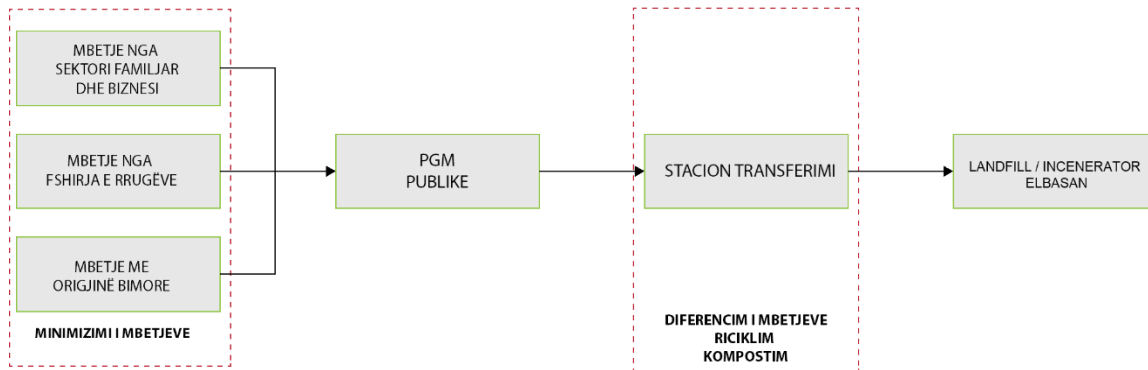 MBETJE NGA
SEKTORI FAMILJAR
DHE BIZNESI
MBETJE NGA
FSHIRJA E RRUGËVE
MBETJE ME
ORIGJINË BIMORE
MINIMIZIMI I MBETJEVE
PGM
PUBLIKE
STACION TRANSFERIMI
DIFERENCIM I MBETJEVE
RICIKLIM
KOMPOSTIM
LANDFILL / INCENERATOR
ELBASAN